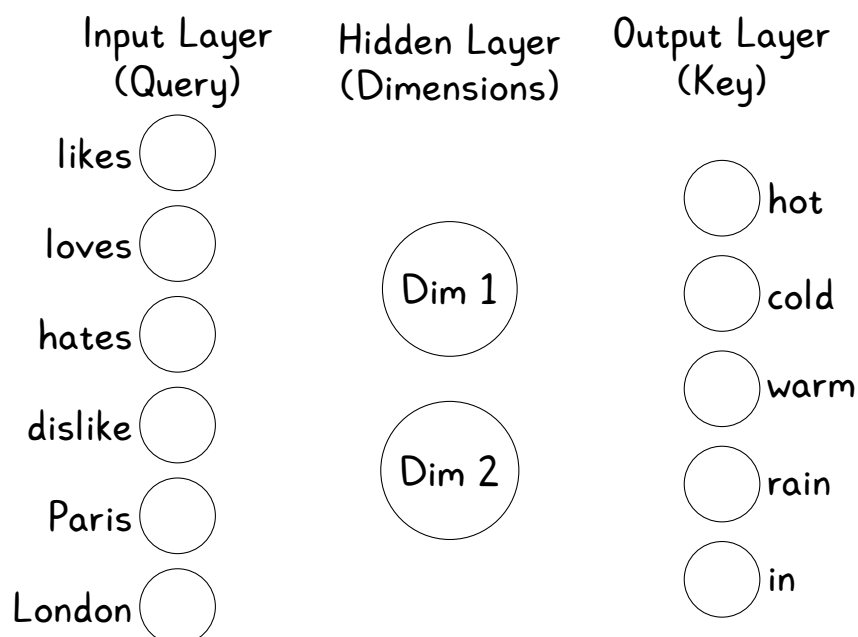 Input Layer
(Query)
likes
loves
hates
dislike
Paris
London
Hidden Layer
(Dimensions)
Dim 1
Dim 2
Output Layer
(Key)
hot
cold
warm
rain
in